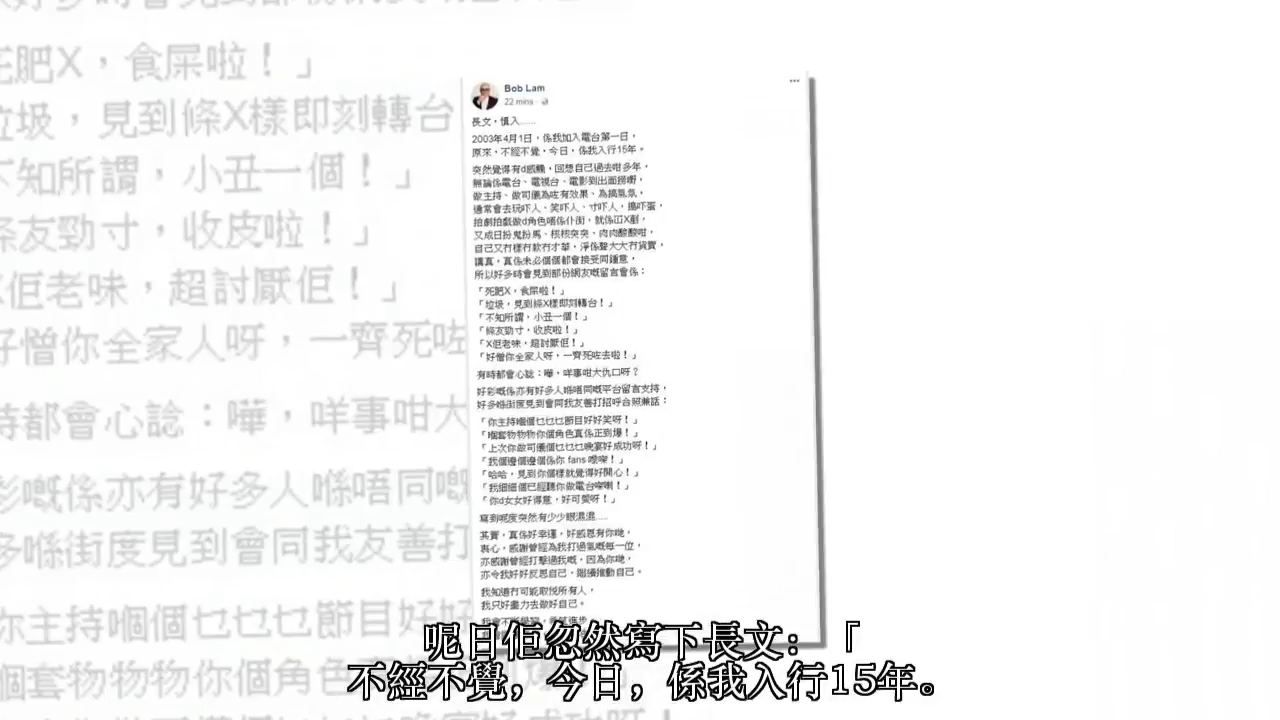 死肥X，食屎啦！」
垃圾，見到條X樣即刻轉台
不知所謂，小丑一個！」
條友勁寸，收皮啦！」
X佢老味，超討厭佢！」
好憎你全家人呀，一齊死咗
時都會心諗：嘩，咩事咁大
彩嘅係亦有好多人喺唔同嘅
多喺街度見到會同我友善打
你主持嗰個乜乜乜節目好好
個套物物物你個角色真
Bob Lam
22 mins
長文，慎入......
2003年4月1日，係我加入電台第一日，
原來，不經不覺，今日，係我入行15年。
突然覺得有d感觸，回想自己過去咁多年，
無論係電台、電視台、電影到出面撈嘢，
做主持、做司儀為咗有效果、為搞氣氛，
通常會去玩吓人、笑吓人、寸吓人，搗吓蛋，
拍劇拍戲做d角色唔係仆街，就係冚X剷，
又成日扮鬼扮馬、核核突突、肉肉酸酸咁，
自己又冇樣冇款冇才華，淨係聲大大冇貨賣，
講真，真係未必個個都會接受同鍾意，
所以好多時會見到部份網友嘅留言會係：
「死肥X，食屎啦！」
「垃圾，見到條X樣即刻轉台！」
「不知所謂，小丑一個！」
「條友勁寸，收皮啦！」
「X佢老味，超討厭佢！」
「好憎你全家人呀，一齊死咗去啦！」
有時都會心諗：嘩，咩事咁大仇口呀？
好彩嘅係亦有好多人喺唔同嘅平台留言支持，
好多喺街度見到會同我友善打招呼合照兼話：
「你主持嗰個乜乜乜節目好好笑呀！」
「嗰套物物物你個角色真係正到爆！」
「上次你做司儀個乜乜乜晚宴好成功呀！」
「我個邊個邊個係你 fans 嚟㗎！」
「哈哈，見到你個樣就覺得好開心！」
「我細細個已經聽你做電台㗎喇！」
「你d女女好得意，好可愛呀！」
寫到呢度突然有少少眼濕濕.....
其實，真係好幸運，好感恩有你哋，
衷心，感謝曾經為我打過氣嘅每一位，
亦感謝曾經打擊過我嘅，因為你哋，
亦令我好好反思自己，鞭撻推動自己。
我知道冇可能取悅所有人，
我只好盡力去做好自己。
呢日佢忽然寫下長文：「
不經不覺，今日，係我入行15年。